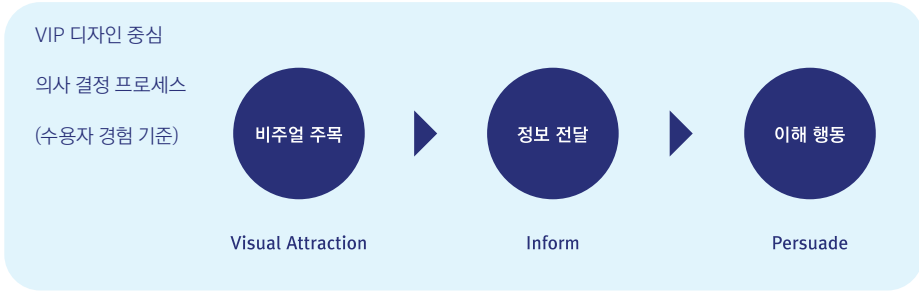 VIP 디자인 중심
의사 결정 프로세스
(수용자 경험 기준)
비주얼 주목
정보 전달
이해 행동
Visual Attraction
Inform
Persuade